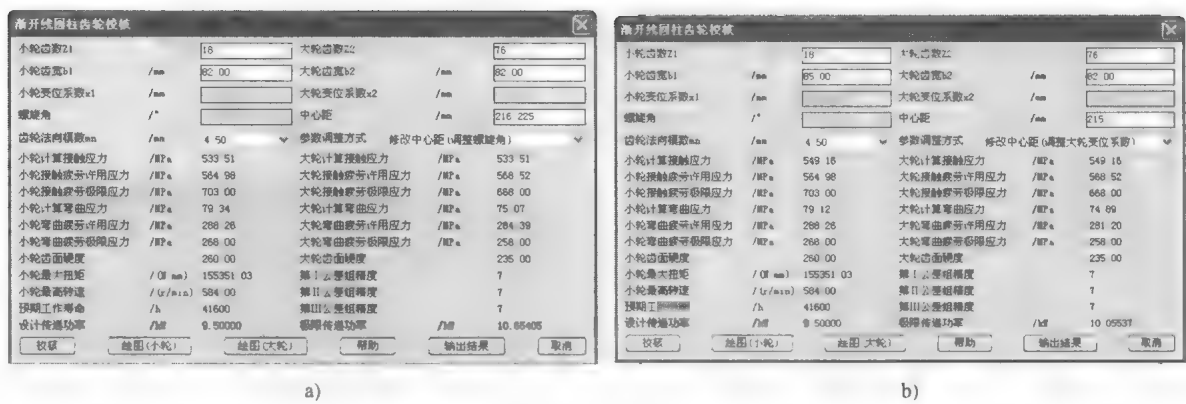 渐开线圆柱齿轮校核
小轮齿数Z1 18 大轮齿数Z2 76
小轮齿宽b1 /mm 82 00 大轮齿宽b2 /mm 82 00
小轮变位系数x1 /mm 大轮变位系数x2 /mm
螺旋角 /° 中心距 /mm 216 225
齿轮法向模数mn /mm 4 50 参数调整方式 修改中心距(调整螺旋角)
小轮计算接触应力 /MPa 533 51 大轮计算接触应力 /MPa 533 51
小轮接触疲劳许用应力 /MPa 564 98 大轮接触疲劳许用应力 /MPa 568 52
小轮接触疲劳极限应力 /MPa 703 00 大轮接触疲劳极限应力 /MPa 668 00
小轮计算弯曲应力 /MPa 79 34 大轮计算弯曲应力 /MPa 75 07
小轮弯曲疲劳许用应力 /MPa 288 26 大轮弯曲疲劳许用应力 /MPa 284 39
小轮弯曲疲劳极限应力 /MPa 268 00 大轮弯曲疲劳极限应力 /MPa 258 00
小轮齿面硬度 260 00 大轮齿面硬度 235 00
小轮最大扭矩 /(N mm) 155351 03 第I公差组精度 7
小轮最高转速 /(r/min) 584 00 第II公差组精度 7
预期工作寿命 /h 41600 第III公差组精度 7
设计传递功率 /kW 9.50000 极限传递功率 /kW 10.65405
校核 绘图(小轮) 绘图(大轮) 帮助 输出结果 取消
a)
渐开线圆柱齿轮校核
小轮齿数Z1 18 大轮齿数Z2 76
小轮齿宽b1 /mm 85 00 大轮齿宽b2 /mm 82 00
小轮变位系数x1 /mm 大轮变位系数x2 /mm
螺旋角 /° 中心距 /mm 215
齿轮法向模数mn /mm 4 50 参数调整方式 修改中心距(调整大轮变位系数)
小轮计算接触应力 /MPa 549 16 大轮计算接触应力 /MPa 549 16
小轮接触疲劳许用应力 /MPa 564 98 大轮接触疲劳许用应力 /MPa 568 52
小轮接触疲劳极限应力 /MPa 703 00 大轮接触疲劳极限应力 /MPa 668 00
小轮计算弯曲应力 /MPa 79 12 大轮计算弯曲应力 /MPa 74 89
小轮弯曲疲劳许用应力 /MPa 288 26 大轮弯曲疲劳许用应力 /MPa 281 20
小轮弯曲疲劳极限应力 /MPa 268 00 大轮弯曲疲劳极限应力 /MPa 258 00
小轮齿面硬度 260 00 大轮齿面硬度 235 00
小轮最大扭矩 /(N mm) 155351 03 第I公差组精度 7
小轮最高转速 /(r/min) 584 00 第II公差组精度 7
预期工 /h 41600 第III公差组精度 7
设计传递功率 /kW 9 50000 极限传递功率 /kW 10 05537
校核 绘图(小轮) 绘图 大轮) 帮助 输出结果 取消
b)